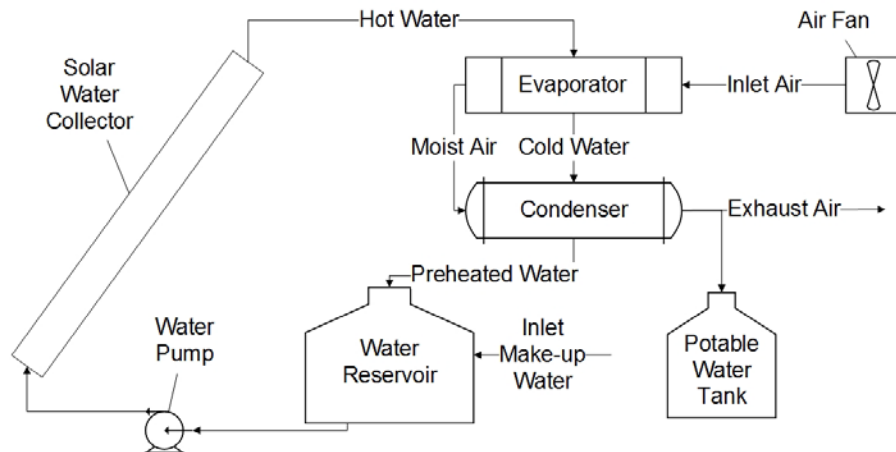 Hot Water
Air Fan
Solar
Water
Collector
Evaporator
Inlet Air
Moist Air
Cold Water
Condenser
Exhaust Air
Preheated Water
Water
Pump
Water
Reservoir
Inlet
Make-up
Water
Potable
Water
Tank